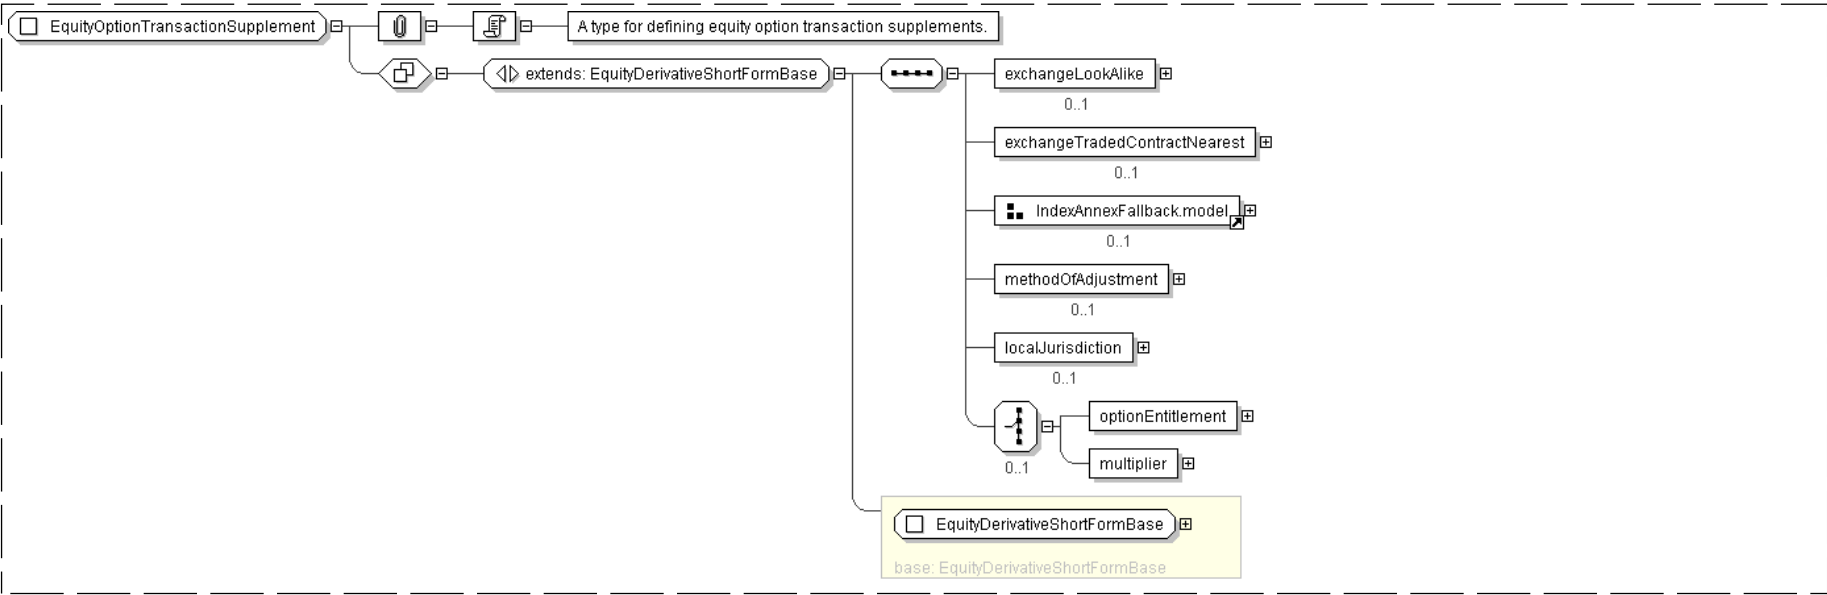 EquityOptionTransactionSupplement
A type for defining equity option transaction supplements.
extends: EquityDerivativeShortFormBase
exchangeLookAlike
0..1
exchangeTradedContractNearest
0..1
IndexAnnexFallback.model
0..1
methodOfAdjustment
0..1
localJurisdiction
0..1
optionEntitlement
multiplier
0..1
EquityDerivativeShortFormBase
base: EquityDerivativeShortFormBase